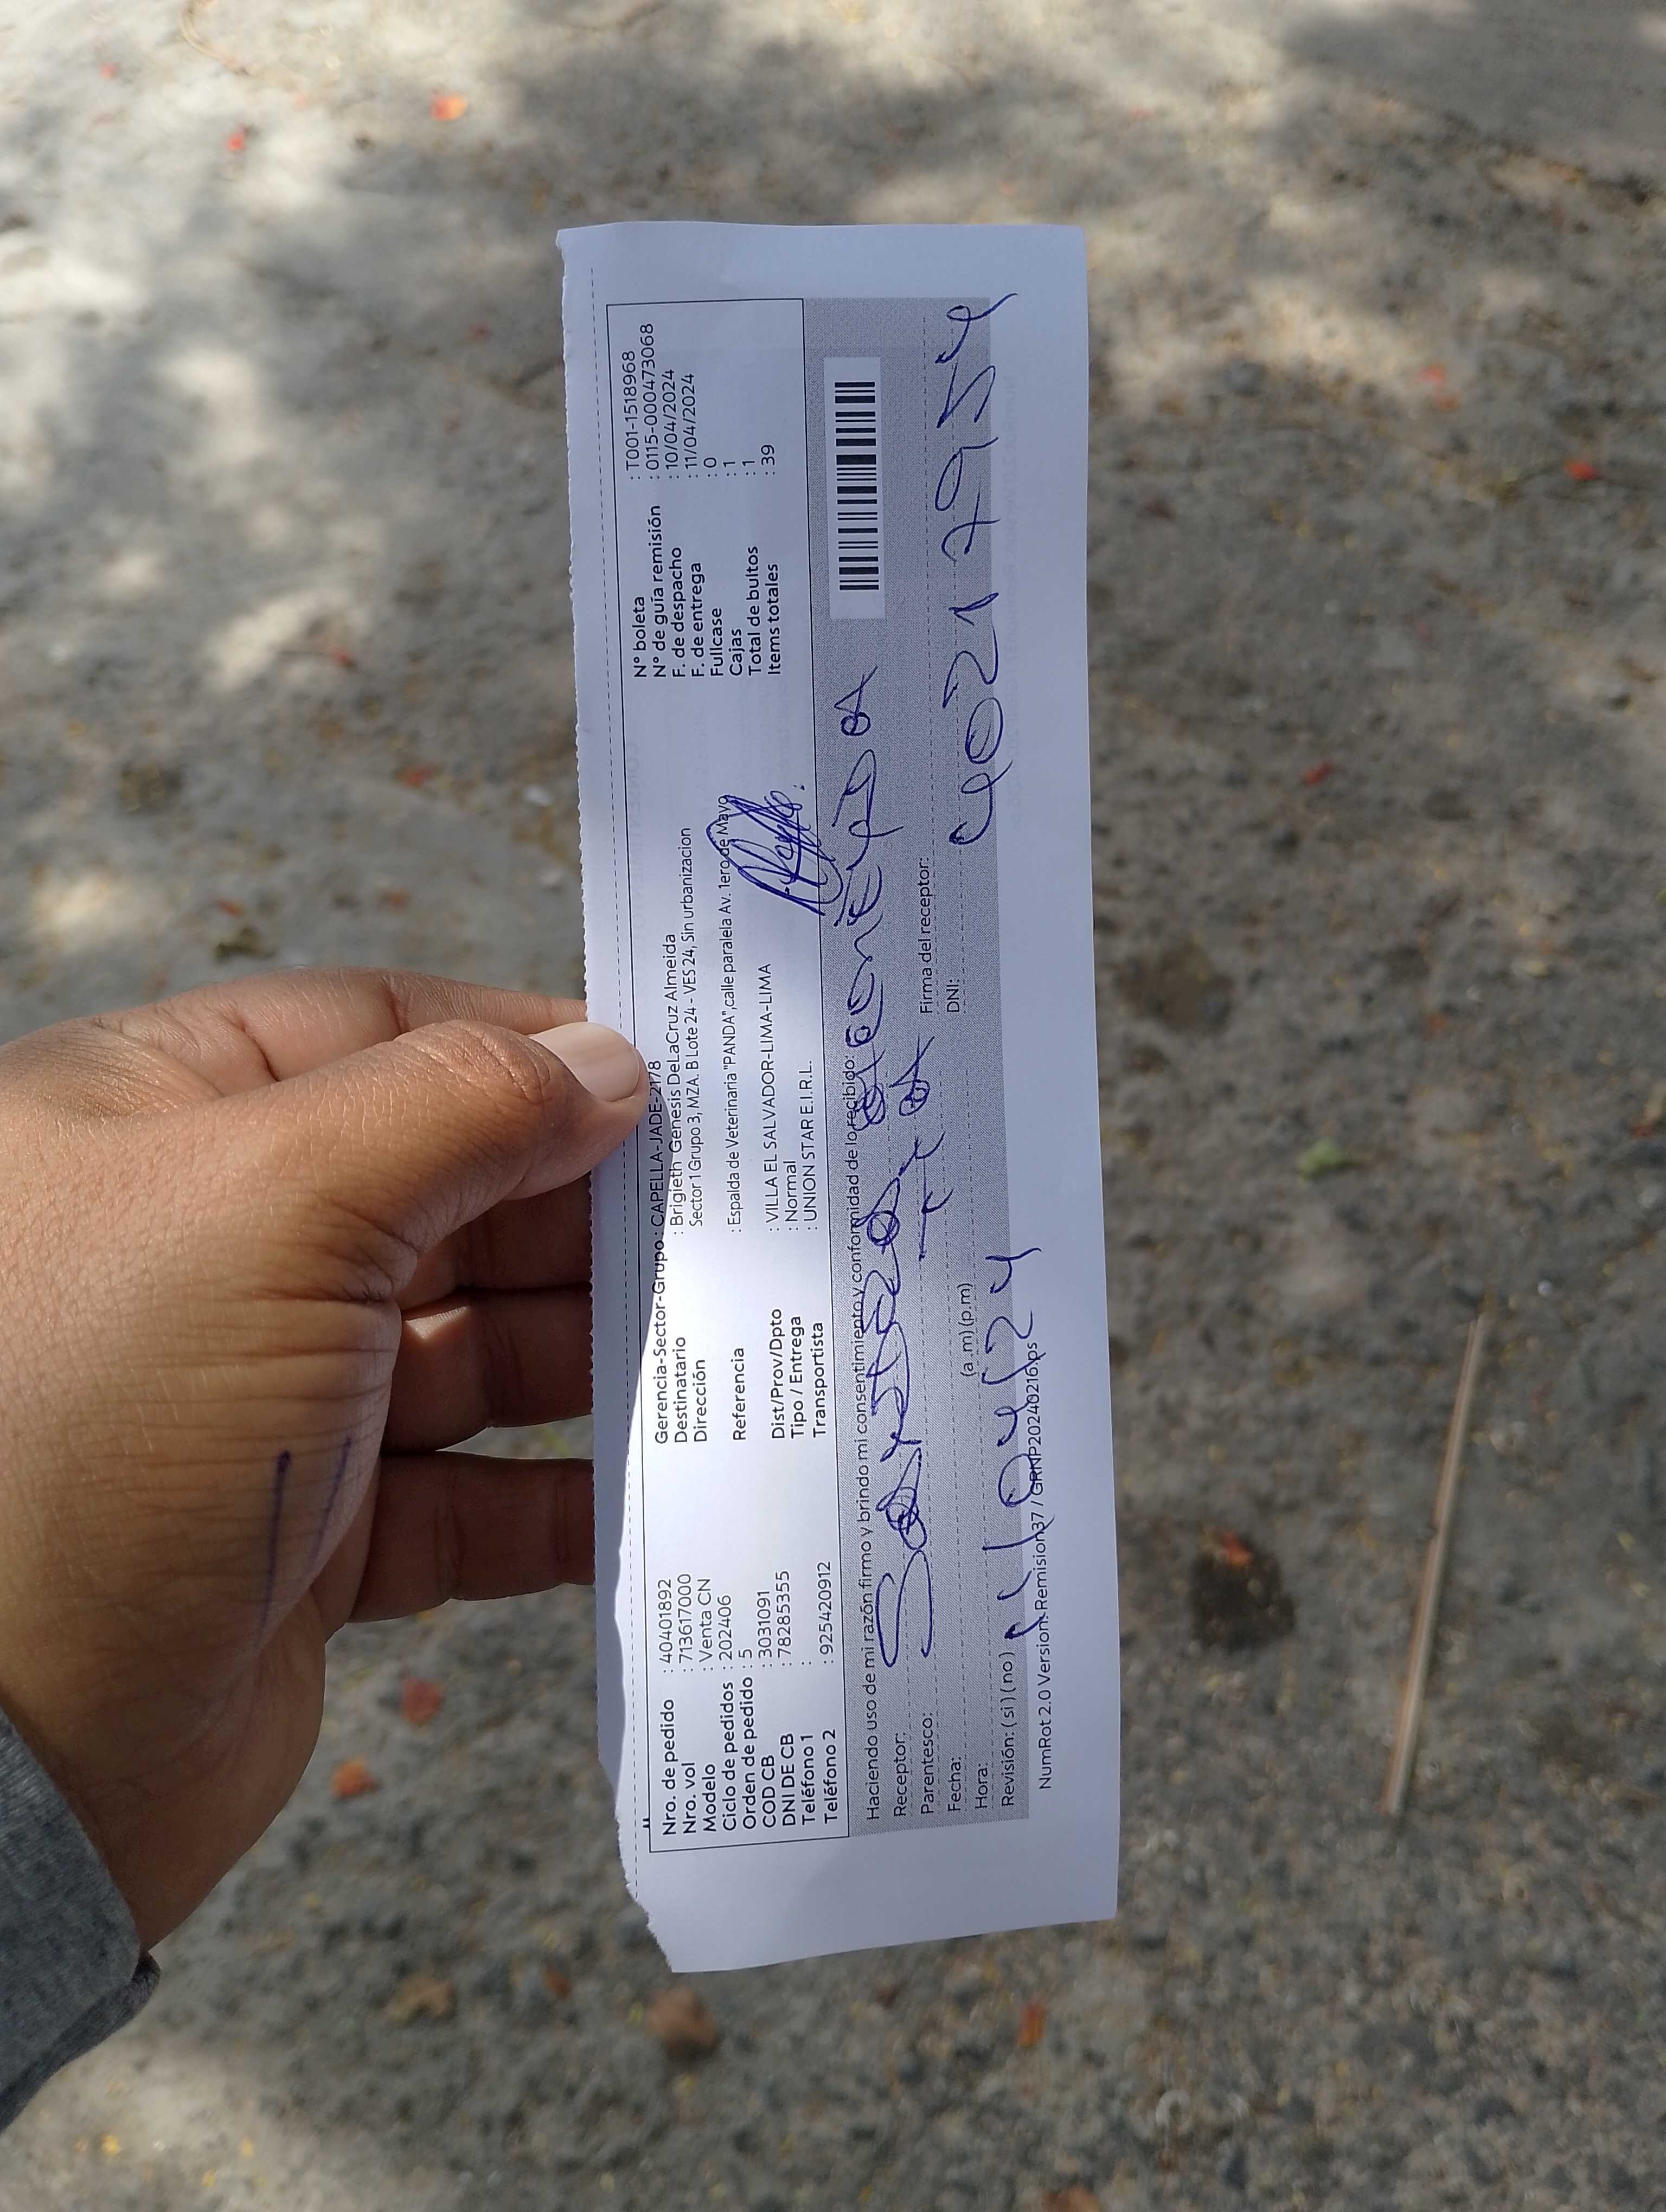 Nro. de pedido : 40401892
Nro. vol : 713617000
Modelo : Venta CN
Ciclo de pedidos : 202406
Orden de pedido : 5
COD CB : 3031091
DNI DE CB : 78285355
Teléfono 1 :
Teléfono 2 : 925420912
Gerencia-Sector-Grupo : CAPELLA-JADE-2178
Destinatario : Brigieth Genesis DeLaCruz Almeida
Dirección Sector 1 Grupo 3, MZA. B Lote 24 - VES 24, Sin urbanizacion
Referencia : Espalda de Veterinaria "PANDA",calle paralela Av. 1ero de Mayo
Dist/Prov/Dpto : VILLA EL SALVADOR-LIMA-LIMA
Tipo / Entrega : Normal
Transportista : UNION STAR E.I.R.L.
N° boleta : T001-1518968
N° de guía remisión : 0115-000473068
F. de despacho : 10/04/2024
F. de entrega : 11/04/2024
Fullcase : 0
Cajas : 1
Total de bultos : 1
Items totales : 39
Haciendo uso de mi razón firmo y brindo mi consentimiento y conformidad de lo recibido:
Receptor:
Parentesco:
Fecha:
Hora: (a .m) (p.m)
Revisión: ( si ) ( no ) 11/04/24
Firma del receptor:
DNI: 40217954
NumRot 2.0 Version: Remision37 / GRNP20240216.ps